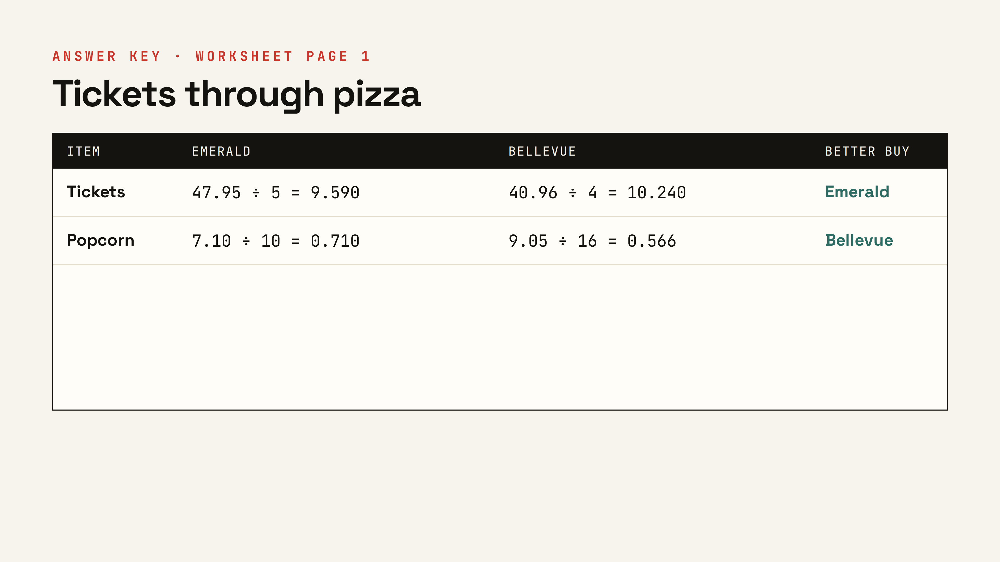 ANSWER KEY · WORKSHEET PAGE 1
Tickets through pizza
ITEM EMERALD BELLEVUE BETTER BUY
Tickets 47.95 ÷ 5 = 9.590 40.96 ÷ 4 = 10.240 Emerald
Popcorn 7.10 ÷ 10 = 0.710 9.05 ÷ 16 = 0.566 Bellevue